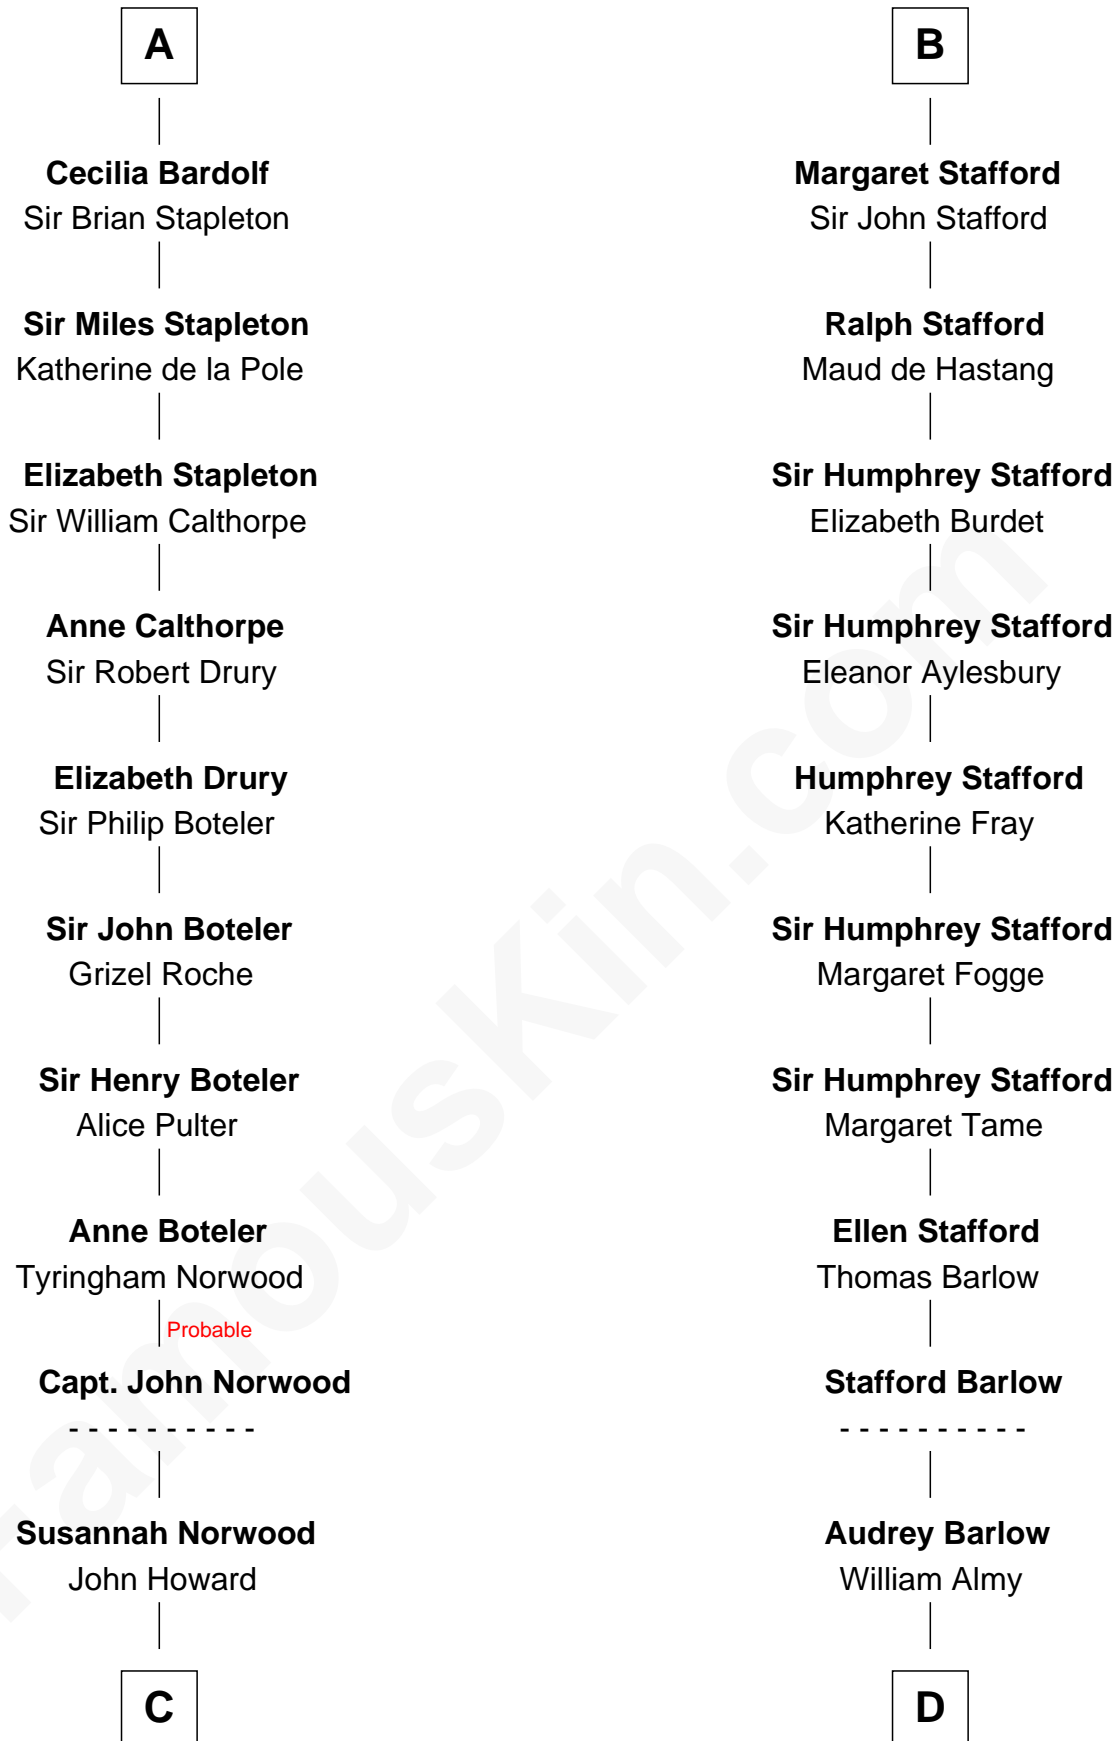 A
Cecilia Bardolf
Sir Brian Stapleton
Sir Miles Stapleton
Katherine de la Pole
Elizabeth Stapleton
Sir William Calthorpe
Anne Calthorpe
Sir Robert Drury
Elizabeth Drury
Sir Philip Boteler
Sir John Boteler
Grizel Roche
Sir Henry Boteler
Alice Pulter
Anne Boteler
Tyringham Norwood
Probable
Capt. John Norwood
- - - - - - - - - -
Susannah Norwood
John Howard
C
B
Margaret Stafford
Sir John Stafford
Ralph Stafford
Maud de Hastang
Sir Humphrey Stafford
Elizabeth Burdet
Sir Humphrey Stafford
Eleanor Aylesbury
Humphrey Stafford
Katherine Fray
Sir Humphrey Stafford
Margaret Fogge
Sir Humphrey Stafford
Margaret Tame
Ellen Stafford
Thomas Barlow
Stafford Barlow
- - - - - - - - - -
Audrey Barlow
William Almy
D
FamousKin.com